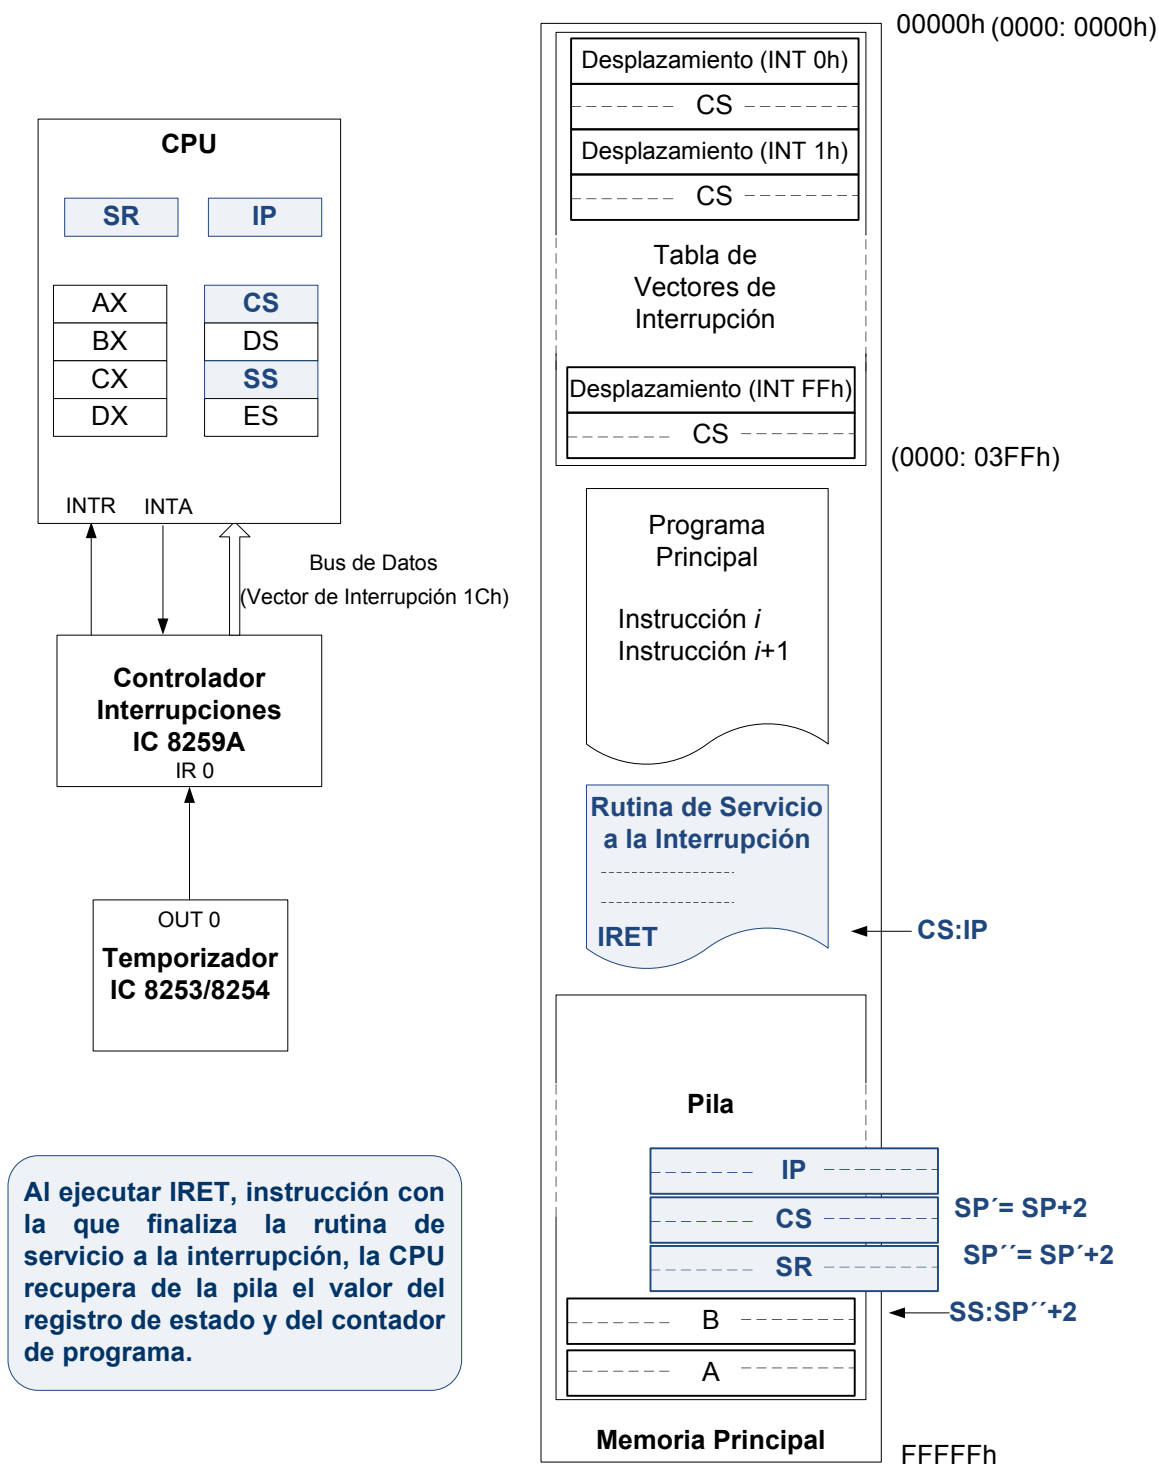 00000h (0000: 0000h)
Desplazamiento (INT 0h)
CS
Desplazamiento (INT 1h)
CS
Tabla de
Vectores de
Interrupción
Desplazamiento (INT FFh)
CS
(0000: 03FFh)
CPU
SR IP
AX CS
BX DS
CX SS
DX ES
INTR INTA
Bus de Datos
(Vector de Interrupción 1Ch)
Controlador
Interrupciones
IC 8259A
IR 0
OUT 0
Temporizador
IC 8253/8254
Programa
Principal
Instrucción i
Instrucción i+1
Rutina de Servicio
a la Interrupción
IRET
CS:IP
Pila
IP
CS
SP´= SP+2
SR
SP´´= SP´+2
B
SS:SP´´+2
A
Memoria Principal
FFFFFh
Al ejecutar IRET, instrucción con
la que finaliza la rutina de
servicio a la interrupción, la CPU
recupera de la pila el valor del
registro de estado y del contador
de programa.